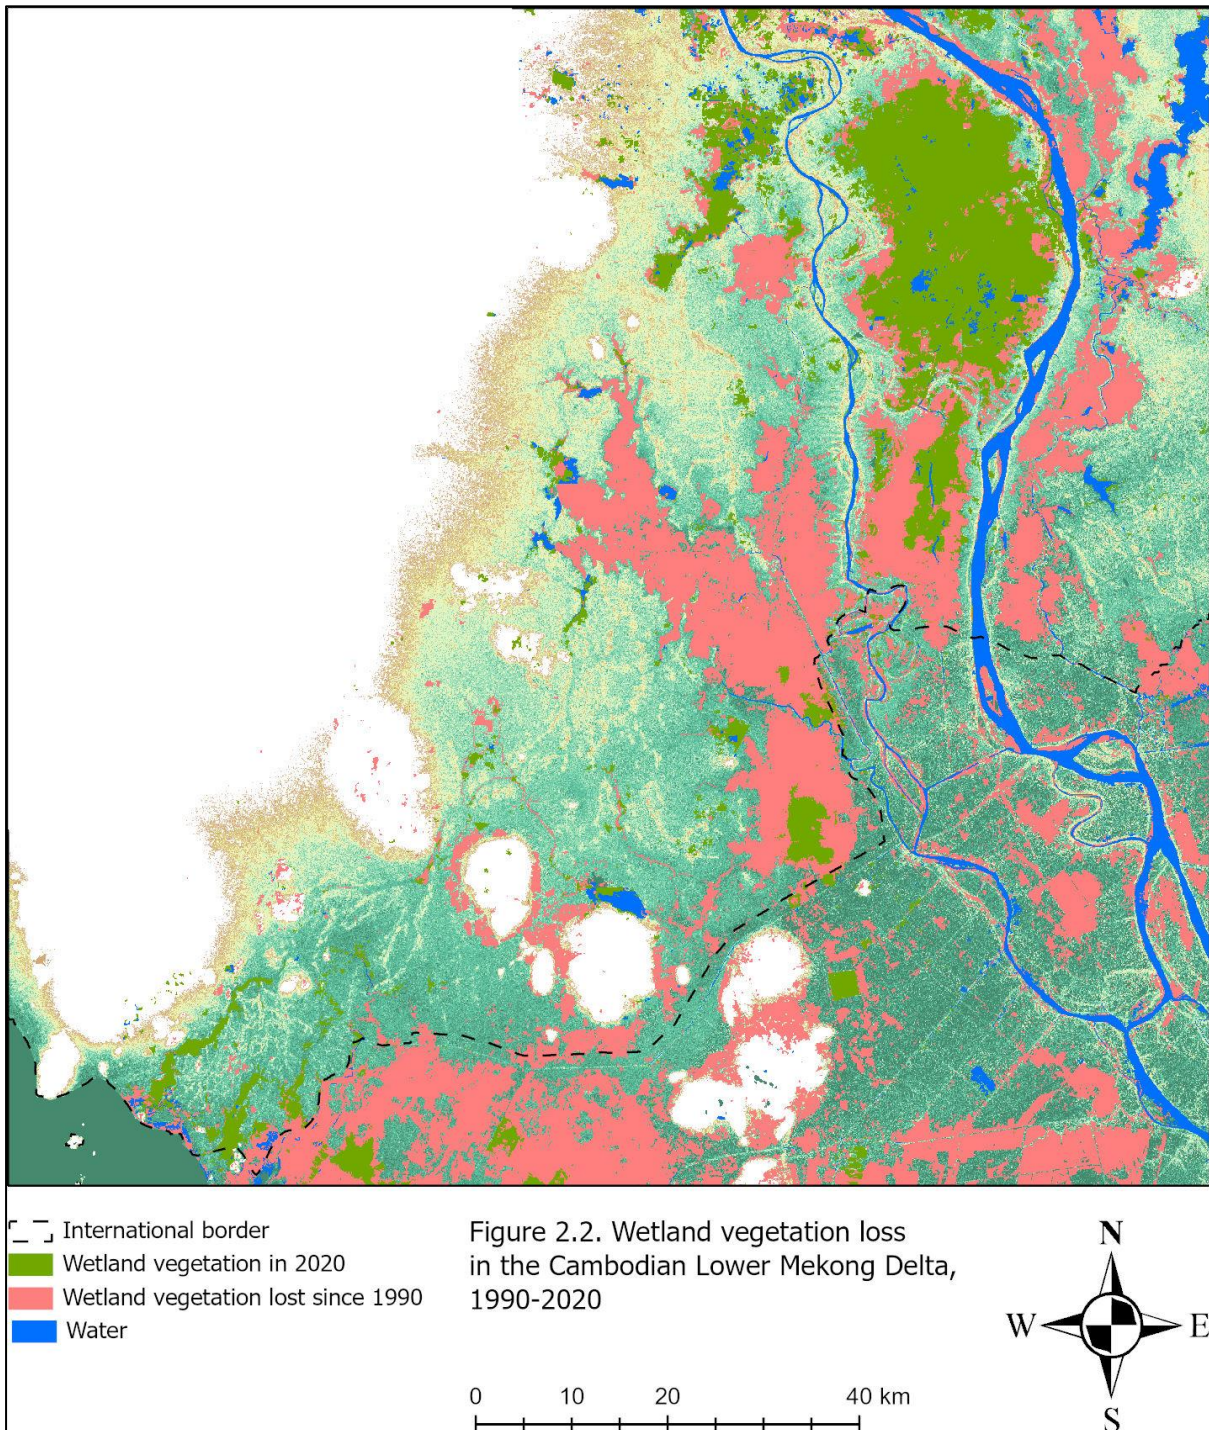 International border
Wetland vegetation in 2020
Wetland vegetation lost since 1990
Water
Figure 2.2. Wetland vegetation loss
in the Cambodian Lower Mekong Delta,
1990-2020
N
W E
S
0 10 20 40 km